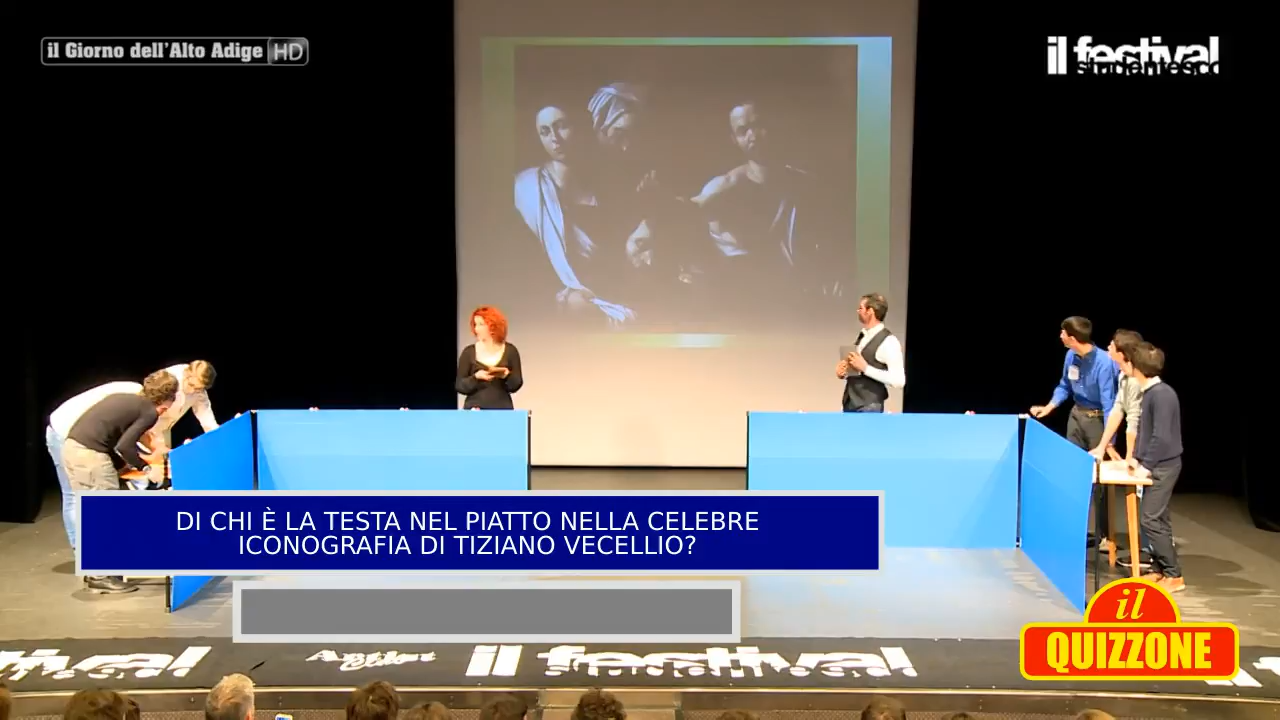 il Giorno dell'Alto Adige HD
il festival
studentesco
DI CHI È LA TESTA NEL PIATTO NELLA CELEBRE
ICONOGRAFIA DI TIZIANO VECELLIO?
il
QUIZZONE
il festival
studentesco